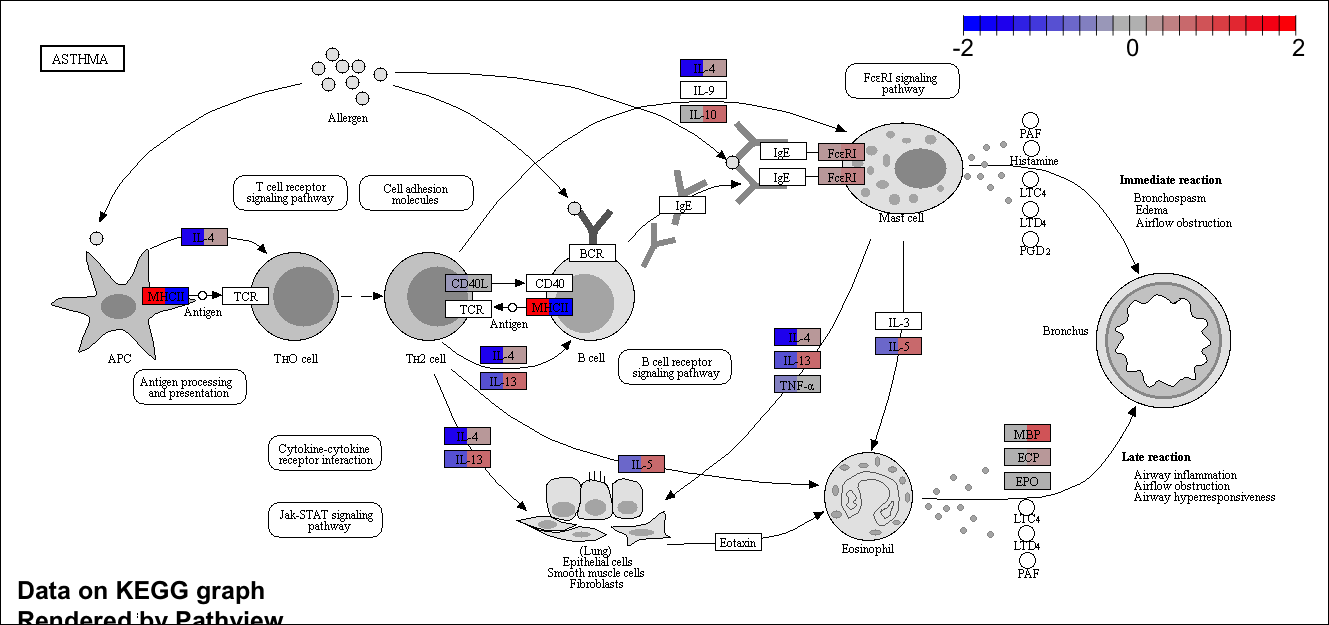 -2
0
2
ASTHMA
Allergen
IL-4
IL-9
IL-10
FcεRI signaling
pathway
IgE
FcεRI
IgE
FcεRI
Mast cell
PAF
Histamine
LTC4
LTD4
PGD2
Immediate reaction
Bronchospasm
Edema
Airflow obstruction
T cell receptor
signaling pathway
Cell adhesion
molecules
IgE
IL-4
BCR
MHCII
Antigen
TCR
CD40L
CD40
TCR
Antigen
MHCII
APC
TH0 cell
TH2 cell
B cell
IL-4
IL-13
B cell receptor
signaling pathway
Antigen processing
and presentation
IL-4
IL-13
TNF-α
IL-3
IL-5
Bronchus
Cytokine-cytokine
receptor interaction
IL-4
IL-13
IL-5
Jak-STAT signaling
pathway
(Lung)
Epithelial cells
Smooth muscle cells
Fibroblasts
Eotaxin
Eosinophil
MBP
ECP
EPO
LTC4
LTD4
PAF
Late reaction
Airway inflammation
Airflow obstruction
Airway hyperresponsiveness
Data on KEGG graph
Rendered by Pathview